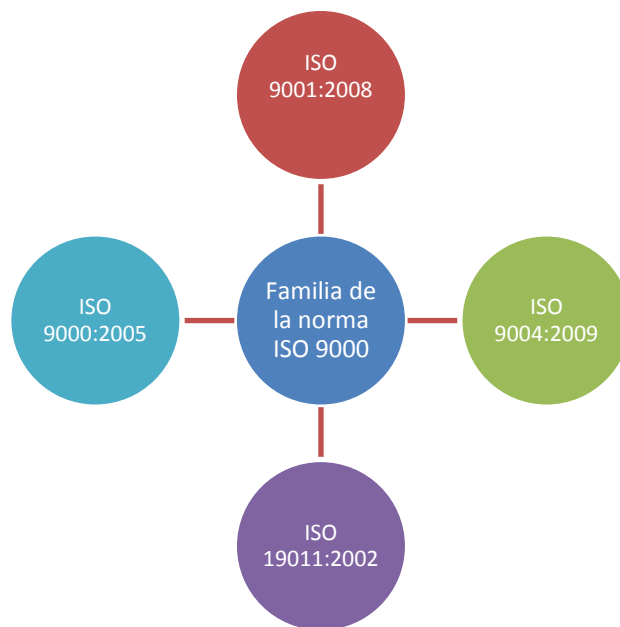 ISO
9001:2008
ISO
9000:2005
Familia de
la norma
ISO 9000
ISO
9004:2009
ISO
19011:2002